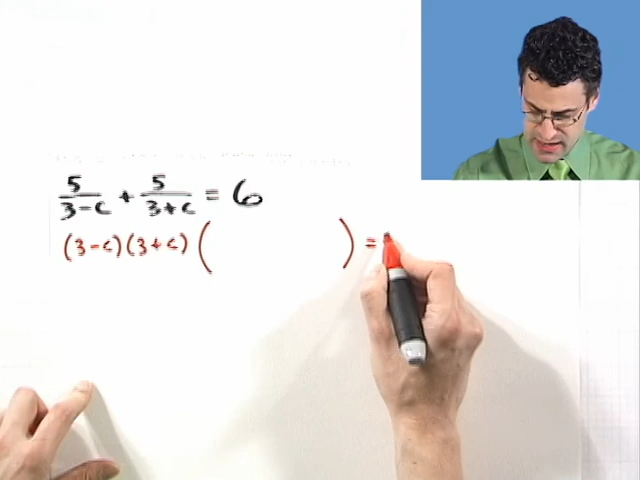 5/(3-c) + 5/(3+c) = 6
(3-c)(3+c)(        ) =